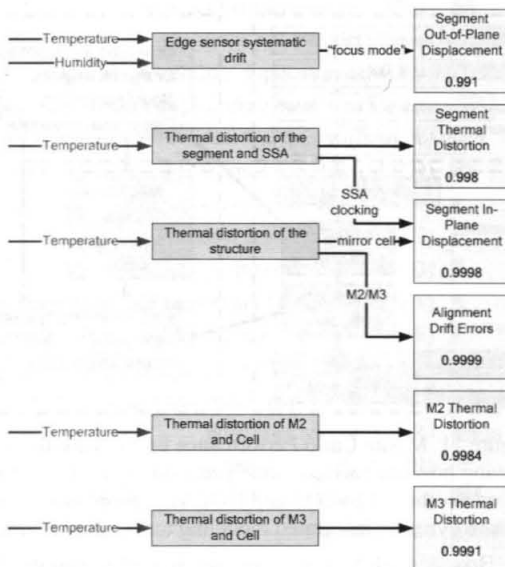 Temperature
Humidity
Edge sensor systematic
drift
"focus mode"
Segment
Out-of-Plane
Displacement
0.991
Temperature
Thermal distortion of the
segment and SSA
Segment
Thermal
Distortion
0.998
SSA
clocking
Temperature
Thermal distortion of the
structure
mirror cell
Segment In-
Plane
Displacement
0.9998
M2/M3
Alignment
Drift Errors
0.9999
Temperature
Thermal distortion of M2
and Cell
M2 Thermal
Distortion
0.9984
Temperature
Thermal distortion of M3
and Cell
M3 Thermal
Distortion
0.9991